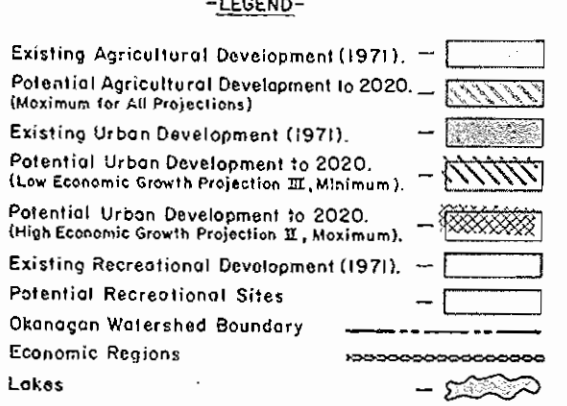 -LEGEND-
Existing Agricultural Development (1971). -
Potential Agricultural Development to 2020. -
(Maximum for All Projections)
Existing Urban Development (1971). -
Potential Urban Development to 2020. -
(Low Economic Growth Projection III, Minimum).
Potential Urban Development to 2020. -
(High Economic Growth Projection II, Maximum).
Existing Recreational Development (1971). -
Potential Recreational Sites -
Okanagan Watershed Boundary
Economic Regions
Lakes -